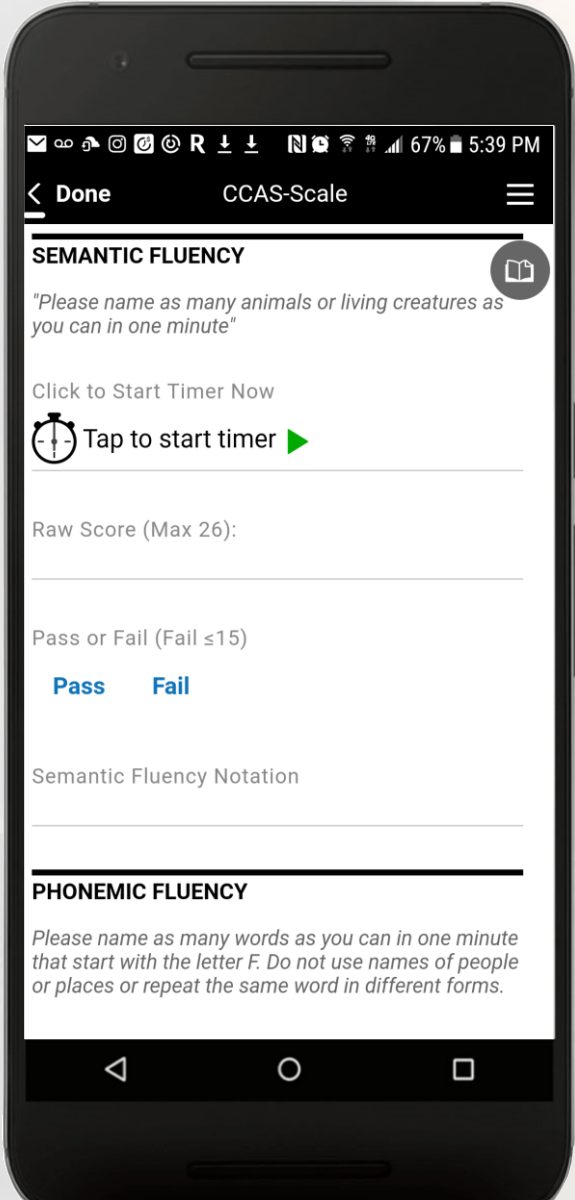 R 67% 5:39 PM
Done CCAS-Scale
SEMANTIC FLUENCY
"Please name as many animals or living creatures as
you can in one minute"
Click to Start Timer Now
Tap to start timer
Raw Score (Max 26):
Pass or Fail (Fail ≤15)
Pass Fail
Semantic Fluency Notation
PHONEMIC FLUENCY
Please name as many words as you can in one minute
that start with the letter F. Do not use names of people
or places or repeat the same word in different forms.